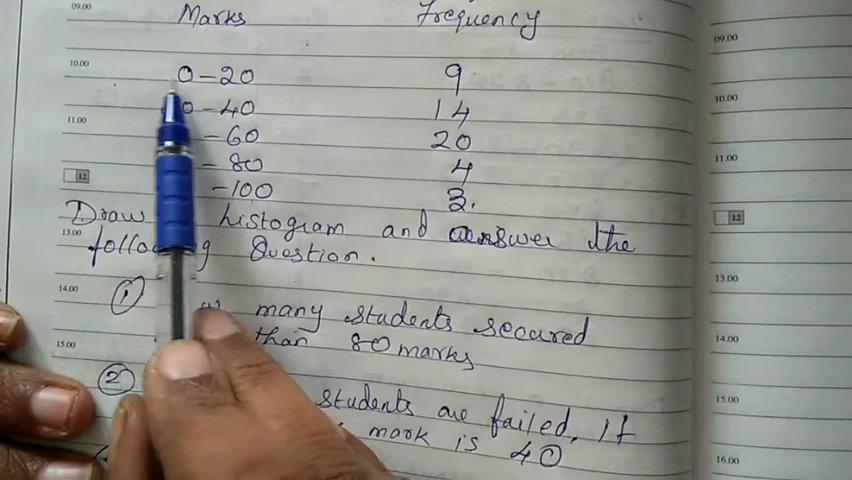 Marks Frequency
0-20 9
0-40 14
-60 20
-80 4
-100 3.
Draw histogram and answer the
Question.
① many students secured
than 80 marks
② students are failed, If
mark is 40
09.00
10.00
11.00
12
13.00
14.00
15.00
09.00
10.00
11.00
12
13.00
14.00
15.00
16.00